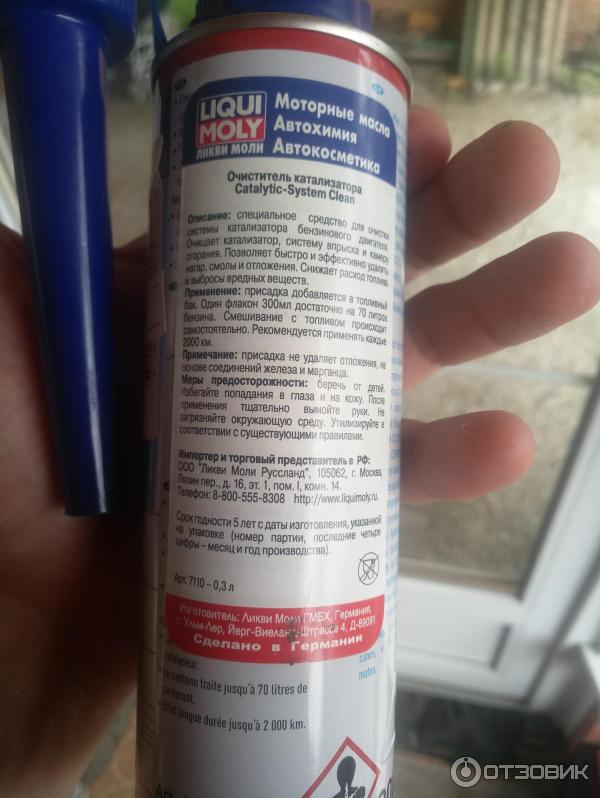 LIQUI
MOLY
ЛИКВИ МОЛИ
Моторные масла
Автохимия
Автокосметика
Очиститель катализатора
Catalytic-System Clean
Описание: специальное средство для очистки
системы катализатора бензинового двигателя.
Очищает катализатор, систему впрыска и камеру
сгорания. Позволяет быстро и эффективно удалять
нагар, смолы и отложения. Снижает расход топлива
и выбросы вредных веществ.
Применение: присадка добавляется в топливный
бак. Один флакон 300мл достаточно на 70 литров
бензина. Смешивание с топливом происходит
самостоятельно. Рекомендуется применять каждые
2000 км.
Примечание: присадка не удаляет отложения, на
основе соединений железа и марганца.
Меры предосторожности: беречь от детей.
Избегайте попадания в глаза и на кожу. После
применения тщательно вымойте руки. Не
загрязняйте окружающую среду. Утилизируйте в
соответствии с существующими правилами.
Импортер и торговый представитель в РФ:
ООО "Ликви Моли Руссланд", 105062, г. Москва,
Лялин пер., д. 16, эт. 1, пом. I, комн. 14.
Телефон: 8-800-555-8308 http://www.liquimoly.ru.
Срок годности 5 лет с даты изготовления, указанной
на упаковке (номер партии, последние четыре
цифры – месяц и год производства).
Арт. 7110 – 0,3 л
Изготовитель: Ликви Моли ГМБХ, Германия,
г. Ульм-Лер, Йерг-Виеланд-Штрассе 4, Д-89081
Сделано в Германии
catalyseur.
• Le contenu traite jusqu'à 70 litres de
carburant.
• Effet longue durée jusqu'à 2 000 km.
ОТЗОВИК